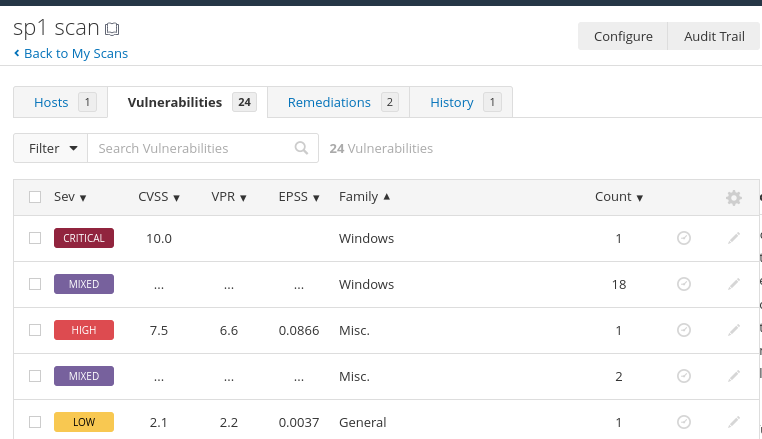 sp1 scan
Configure Audit Trail
Back to My Scans
Hosts 1 Vulnerabilities 24 Remediations 2 History 1
Filter Search Vulnerabilities 24 Vulnerabilities
Sev CVSS VPR EPSS Family Count
CRITICAL 10.0 Windows 1
MIXED ... ... ... Windows 18
HIGH 7.5 6.6 0.0866 Misc. 1
MIXED ... ... ... Misc. 2
LOW 2.1 2.2 0.0037 General 1